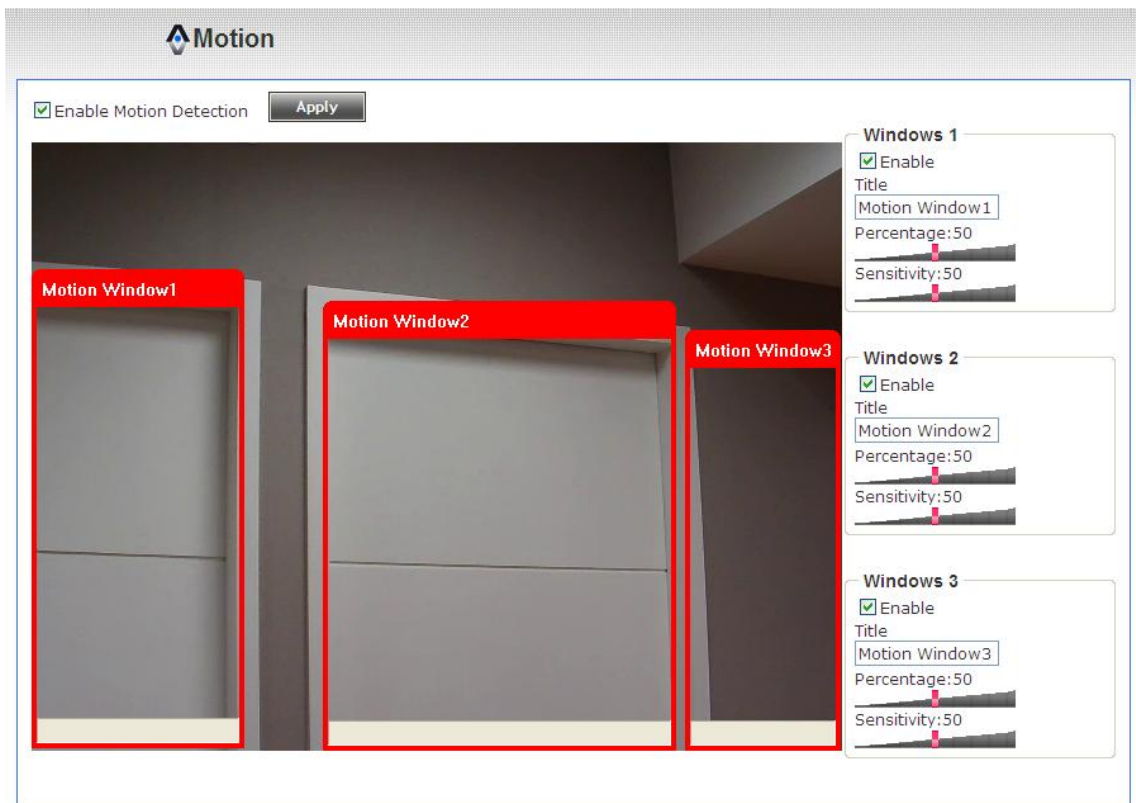 Motion
Enable Motion Detection
Apply
Motion Window1
Motion Window2
Motion Window3
Windows 1
Enable
Title
Motion Window1
Percentage:50
Sensitivity:50
Windows 2
Enable
Title
Motion Window2
Percentage:50
Sensitivity:50
Windows 3
Enable
Title
Motion Window3
Percentage:50
Sensitivity:50